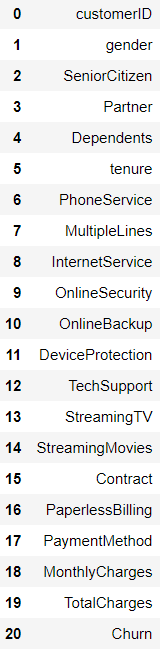 0 customerID
1 gender
2 SeniorCitizen
3 Partner
4 Dependents
5 tenure
6 PhoneService
7 MultipleLines
8 InternetService
9 OnlineSecurity
10 OnlineBackup
11 DeviceProtection
12 TechSupport
13 StreamingTV
14 StreamingMovies
15 Contract
16 PaperlessBilling
17 PaymentMethod
18 MonthlyCharges
19 TotalCharges
20 Churn